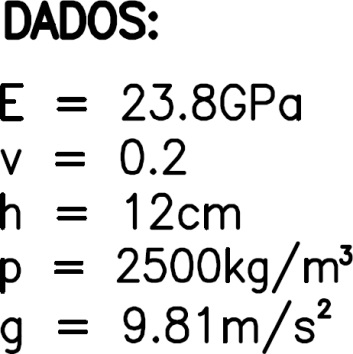 DADOS:
E = 23.8GPa
v = 0.2
h = 12cm
p = 2500kg/m³
g = 9.81m/s²